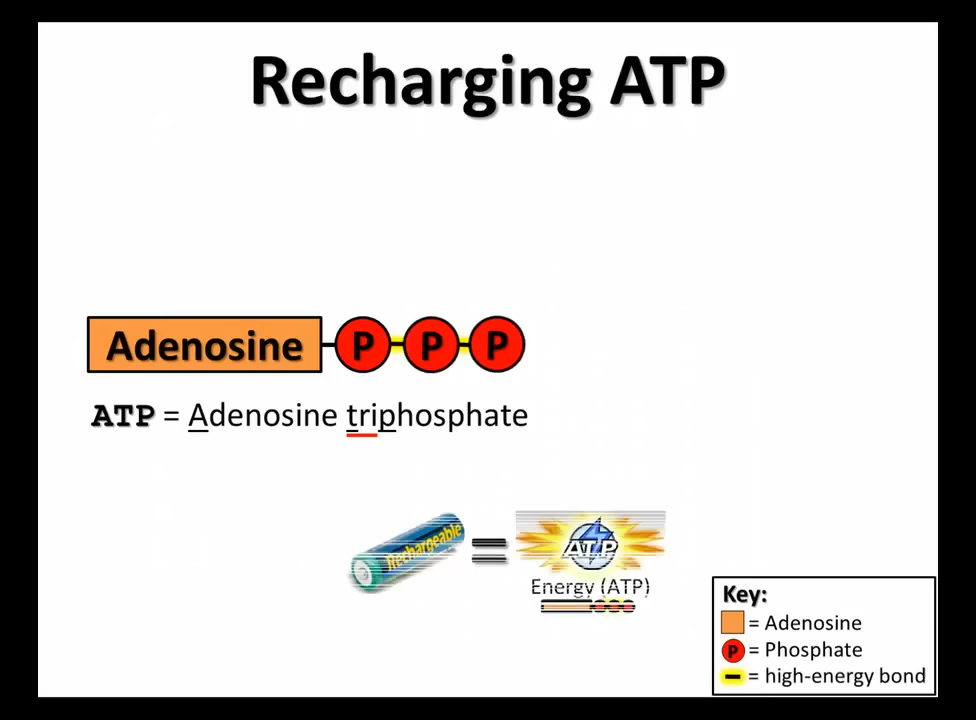 Recharging ATP
Adenosine P P P
ATP = Adenosine triphosphate
Rechargeable = ATP
Energy (ATP)
Key:
= Adenosine
P = Phosphate
= high-energy bond